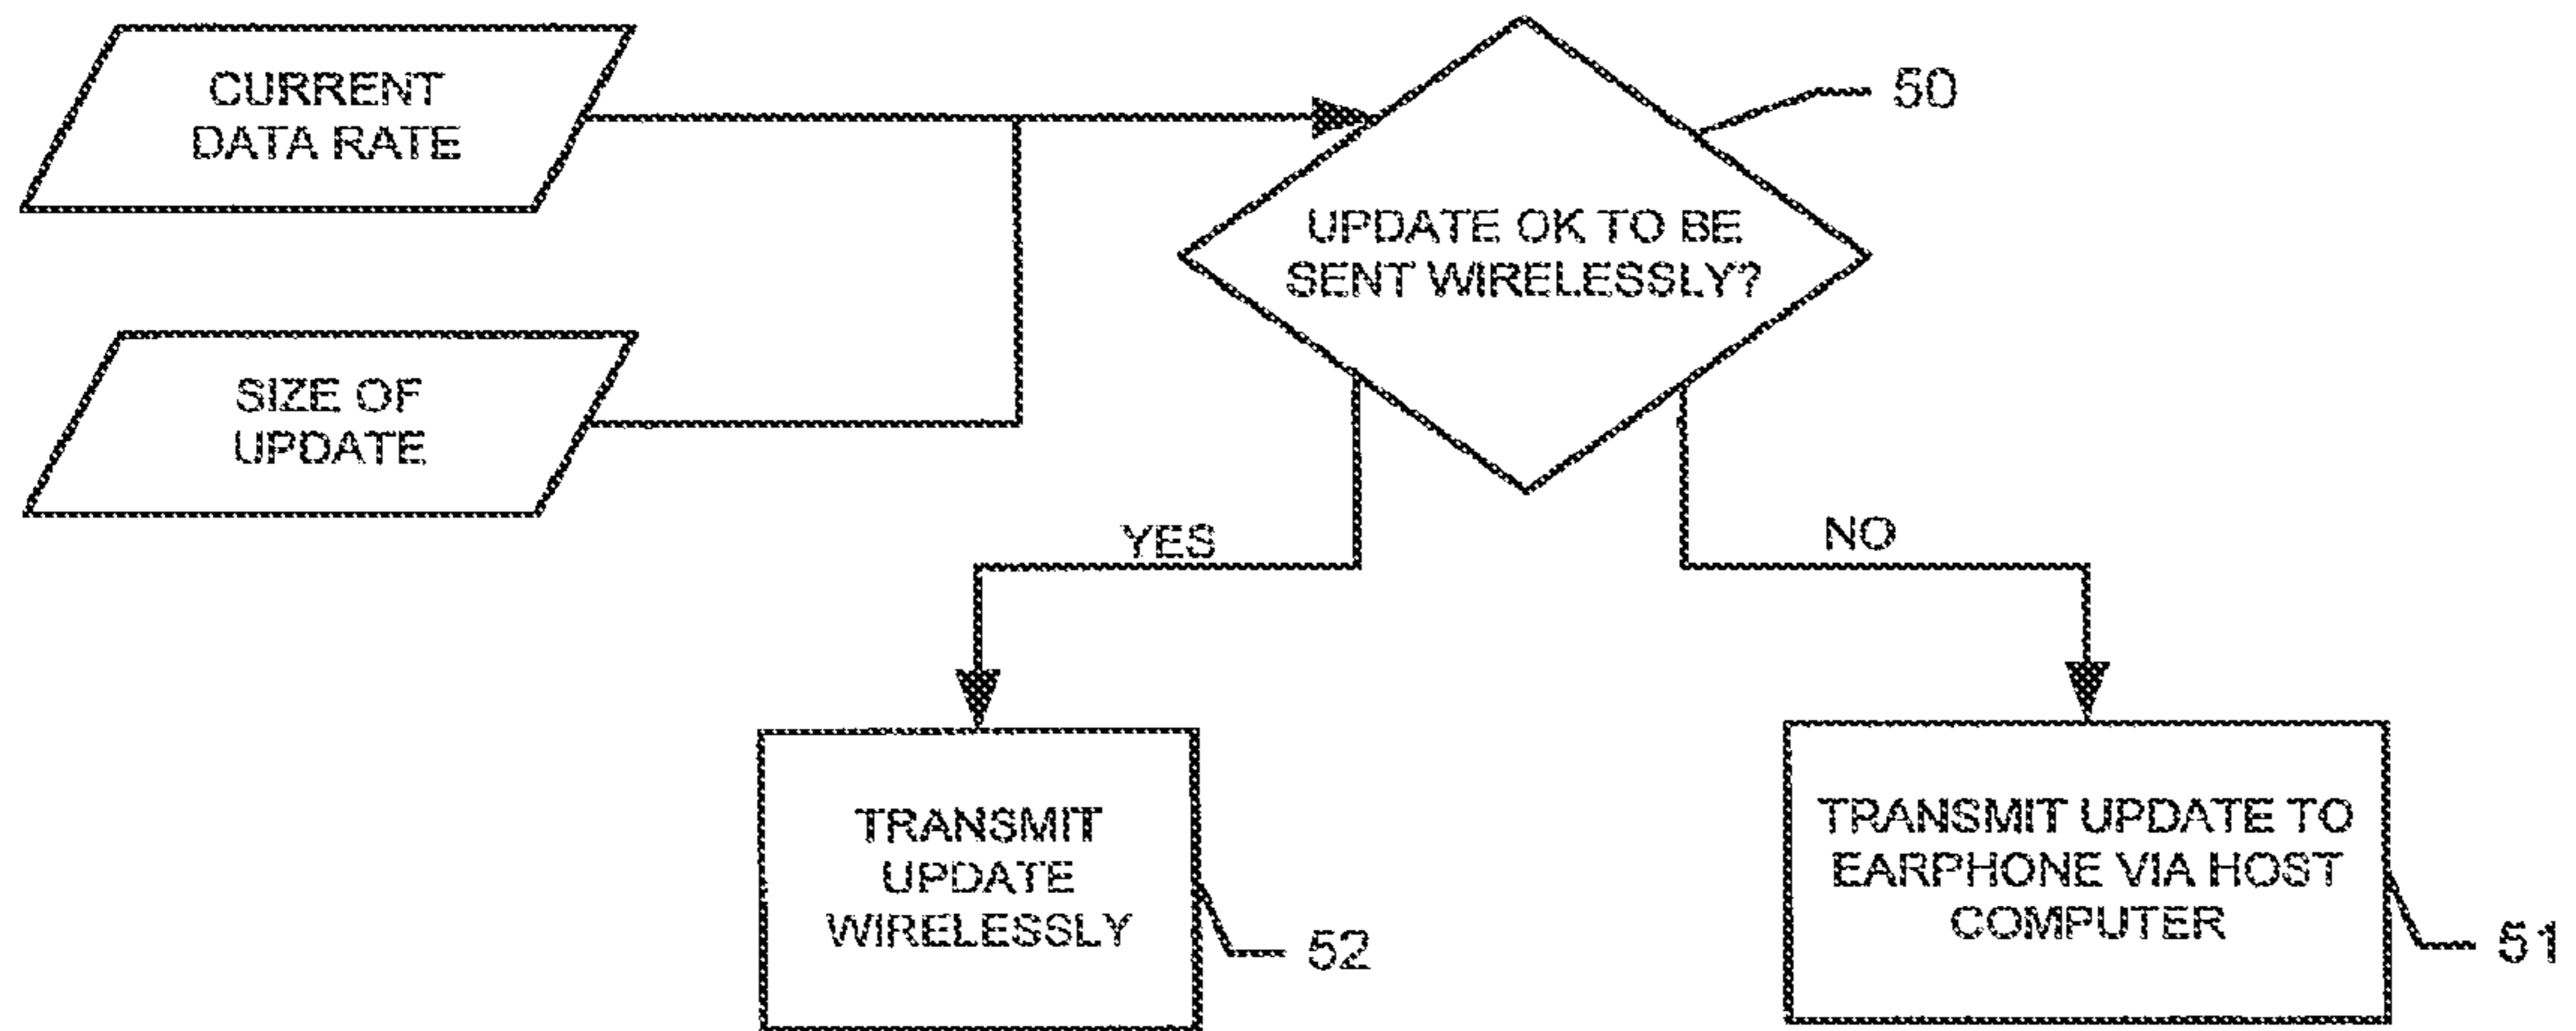 CURRENT
DATA RATE
50
UPDATE OK TO BE
SENT WIRELESSLY?
SIZE OF
UPDATE
YES
NO
TRANSMIT
UPDATE
WIRELESSLY
52
TRANSMIT UPDATE TO
EARPHONE VIA HOST
COMPUTER
51